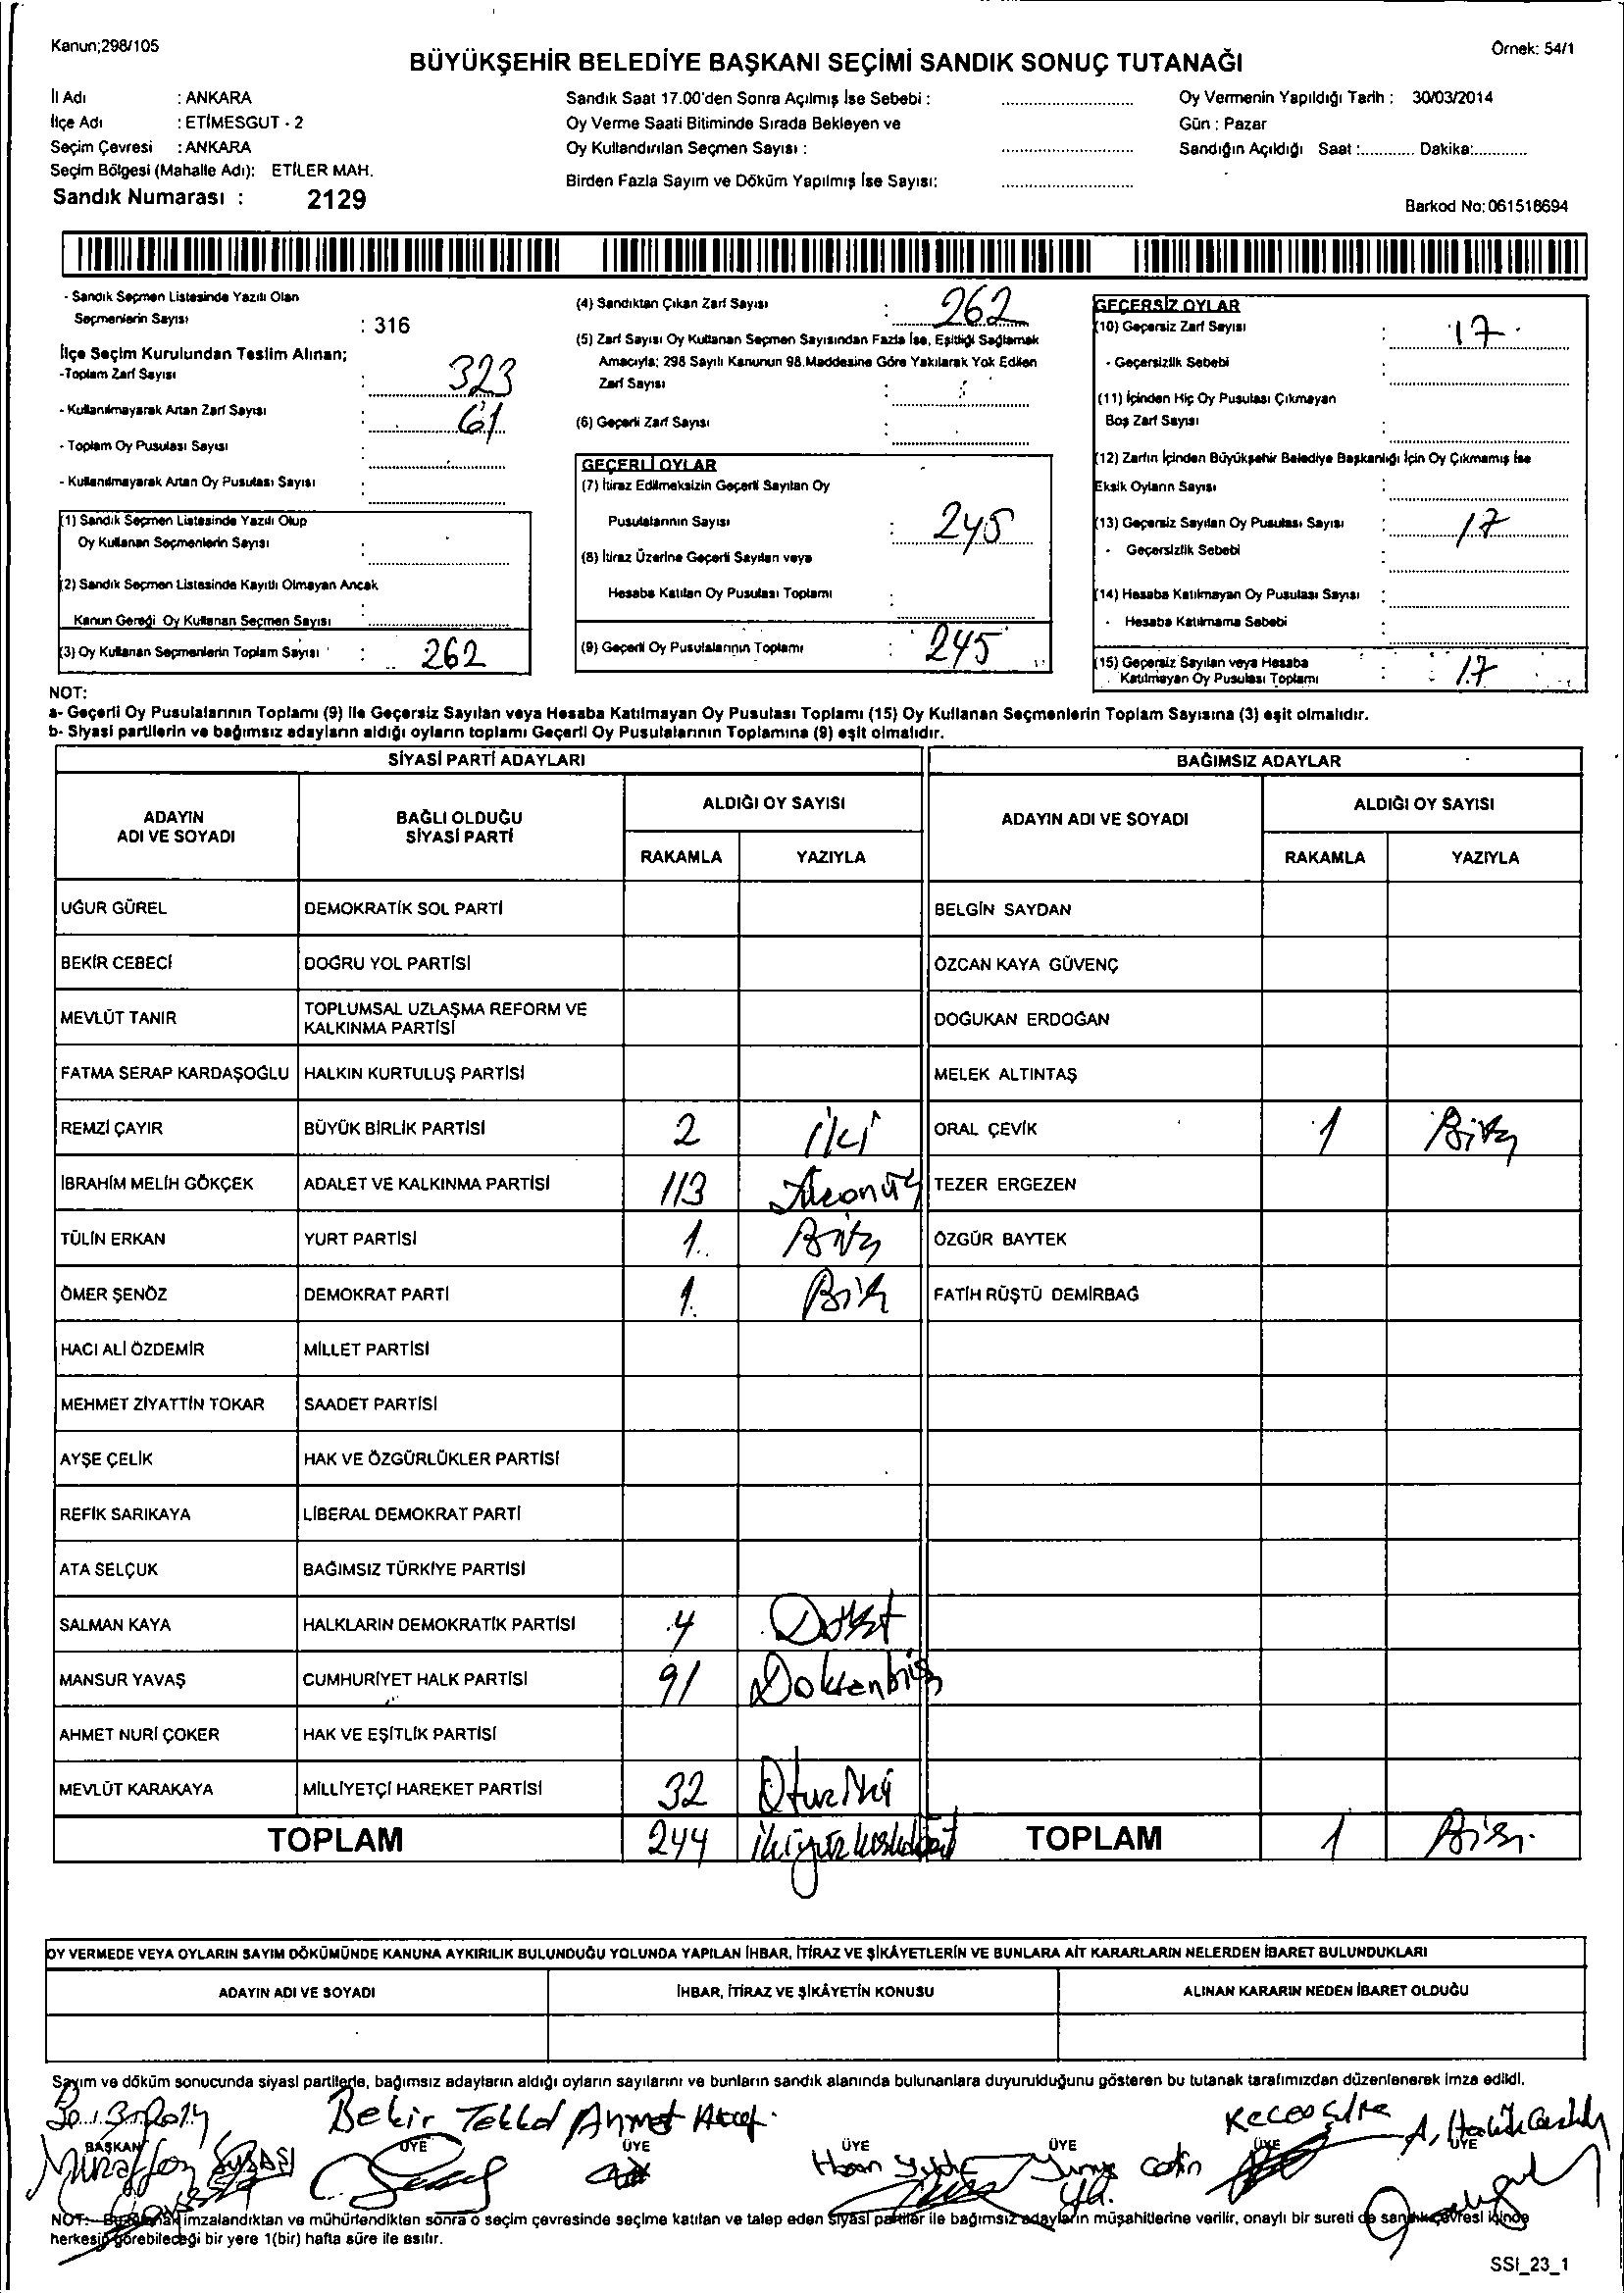 Kanun;298/105
Örnek: 54/1
BÜYÜKŞEHİR BELEDİYE BAŞKANI SEÇİMİ SANDIK SONUÇ TUTANAĞI
İl Adı : ANKARA
İlçe Adı : ETİMESGUT - 2
Seçim Çevresi : ANKARA
Seçim Bölgesi (Mahalle Adı): ETİLER MAH.
Sandık Numarası : 2129
Sandık Saat 17.00'den Sonra Açılmış İse Sebebi :
Oy Verme Saati Bitiminde Sırada Bekleyen ve
Oy Kullandırılan Seçmen Sayısı :
Birden Fazla Sayım ve Döküm Yapılmış İse Sayısı:
Oy Vermenin Yapıldığı Tarih : 30/03/2014
Gün : Pazar
Sandığın Açıldığı Saat :............ Dakika:............
Barkod No: 061518694
- Sandık Seçmen Listesinde Yazılı Olan
Seçmenlerin Sayısı : 316
İlçe Seçim Kurulundan Teslim Alınan;
-Toplam Zarf Sayısı : 323
- Kullanılmayarak Artan Zarf Sayısı : 61
- Toplam Oy Pusulası Sayısı :
- Kullanılmayarak Artan Oy Pusulası Sayısı :
(1) Sandık Seçmen Listesinde Yazılı Olup
Oy Kullanan Seçmenlerin Sayısı :
(2) Sandık Seçmen Listesinde Kayıtlı Olmayan Ancak
Kanun Gereği Oy Kullanan Seçmen Sayısı :
(3) Oy Kullanan Seçmenlerin Toplam Sayısı : 262
(4) Sandıktan Çıkan Zarf Sayısı : 262
(5) Zarf Sayısı Oy Kullanan Seçmen Sayısından Fazla İse, Eşitliği Sağlamak
Amacıyla; 298 Sayılı Kanunun 98.Maddesine Göre Yakılarak Yok Edilen
Zarf Sayısı :
(6) Geçerli Zarf Sayısı :
GEÇERLİ OYLAR
(7) İtiraz Edilmeksizin Geçerli Sayılan Oy
Pusulalarının Sayısı : 245
(8) İtiraz Üzerine Geçerli Sayılan veya
Hesaba Katılan Oy Pusulası Toplamı :
(9) Geçerli Oy Pusulalarının Toplamı : 245
GEÇERSİZ OYLAR
(10) Geçersiz Zarf Sayısı : 17
- Geçersizlik Sebebi :
(11) İçinden Hiç Oy Pusulası Çıkmayan
Boş Zarf Sayısı :
(12) Zarfın İçinden Büyükşehir Belediye Başkanlığı İçin Oy Çıkmamış İse
Eksik Oyların Sayısı :
(13) Geçersiz Sayılan Oy Pusulası Sayısı : 17
- Geçersizlik Sebebi :
(14) Hesaba Katılmayan Oy Pusulası Sayısı :
- Hesaba Katılmama Sebebi :
(15) Geçersiz Sayılan veya Hesaba
Katılmayan Oy Pusulası Toplamı : 17
NOT:
a- Geçerli Oy Pusulalarının Toplamı (9) ile Geçersiz Sayılan veya Hesaba Katılmayan Oy Pusulası Toplamı (15) Oy Kullanan Seçmenlerin Toplam Sayısına (3) eşit olmalıdır.
b- Siyasi partilerin ve bağımsız adayların aldığı oyların toplamı Geçerli Oy Pusulalarının Toplamına (9) eşit olmalıdır.
SİYASİ PARTİ ADAYLARI BAĞIMSIZ ADAYLAR
ADAYIN ADI VE SOYADI
BAĞLI OLDUĞU SİYASİ PARTİ
ALDIĞI OY SAYISI
RAKAMLA YAZIYLA
ADAYIN ADI VE SOYADI
ALDIĞI OY SAYISI
RAKAMLA YAZIYLA
UĞUR GÜREL DEMOKRATİK SOL PARTİ BELGİN SAYDAN
BEKİR CEBECİ DOĞRU YOL PARTİSİ ÖZCAN KAYA GÜVENÇ
MEVLÜT TANIR TOPLUMSAL UZLAŞMA REFORM VE KALKINMA PARTİSİ DOĞUKAN ERDOĞAN
FATMA SERAP KARDAŞOĞLU HALKIN KURTULUŞ PARTİSİ MELEK ALTINTAŞ
REMZİ ÇAYIR BÜYÜK BİRLİK PARTİSİ 2 iki ORAL ÇEVİK 1 Bir
İBRAHİM MELİH GÖKÇEK ADALET VE KALKINMA PARTİSİ 113 TEZER ERGEZEN
TÜLİN ERKAN YURT PARTİSİ 1 Bir ÖZGÜR BAYTEK
ÖMER ŞENÖZ DEMOKRAT PARTİ 1 Bir FATİH RÜŞTÜ DEMİRBAĞ
HACI ALİ ÖZDEMİR MİLLET PARTİSİ
MEHMET ZİYATTİN TOKAR SAADET PARTİSİ
AYŞE ÇELİK HAK VE ÖZGÜRLÜKLER PARTİSİ
REFİK SARIKAYA LİBERAL DEMOKRAT PARTİ
ATA SELÇUK BAĞIMSIZ TÜRKİYE PARTİSİ
SALMAN KAYA HALKLARIN DEMOKRATİK PARTİSİ 4 Dört
MANSUR YAVAŞ CUMHURİYET HALK PARTİSİ 91 Doksanbir
AHMET NURİ ÇOKER HAK VE EŞİTLİK PARTİSİ
MEVLÜT KARAKAYA MİLLİYETÇİ HAREKET PARTİSİ 32 Otuziki
TOPLAM 244 ikiyüzkırkdört TOPLAM 1 Bir
OY VERMEDE VEYA OYLARIN SAYIM DÖKÜMÜNDE KANUNA AYKIRILIK BULUNDUĞU YOLUNDA YAPILAN İHBAR, İTİRAZ VE ŞİKÂYETLERİN VE BUNLARA AİT KARARLARIN NELERDEN İBARET BULUNDUKLARI
ADAYIN ADI VE SOYADI İHBAR, İTİRAZ VE ŞİKÂYETİN KONUSU ALINAN KARARIN NEDEN İBARET OLDUĞU
Sayım ve döküm sonucunda siyasi partilerle, bağımsız adayların aldığı oyların sayılarını ve bunların sandık alanında bulunanlara duyurulduğunu gösteren bu tutanak tarafımızdan düzenlenerek imza edildi.
30.3.2014 Bekir Ahmet
BAŞKAN ÜYE ÜYE ÜYE ÜYE ÜYE ÜYE
NOT:- Bu tutanak imzalandıktan ve mühürlendikten sonra o seçim çevresinde seçime katılan ve talep eden siyasi partiler ile bağımsız adayların müşahitlerine verilir, onaylı bir sureti de sandık çevresi içinde
herkesin görebileceği bir yere 1(bir) hafta süre ile asılır.
SSI_23_1